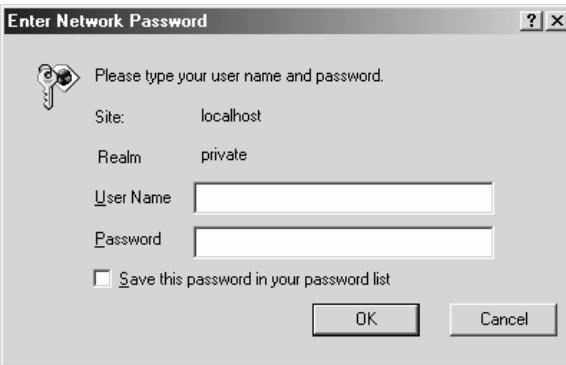 Enter Network Password
Please type your user name and password.
Site: localhost
Realm private
User Name
Password
Save this password in your password list
OK Cancel